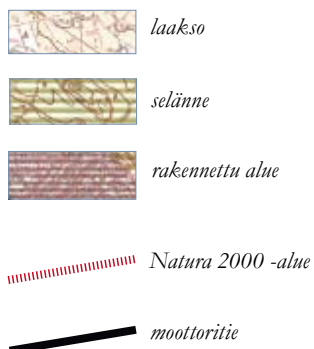 laakso
selänne
rakennettu alue
Natura 2000 -alue
moottoritie